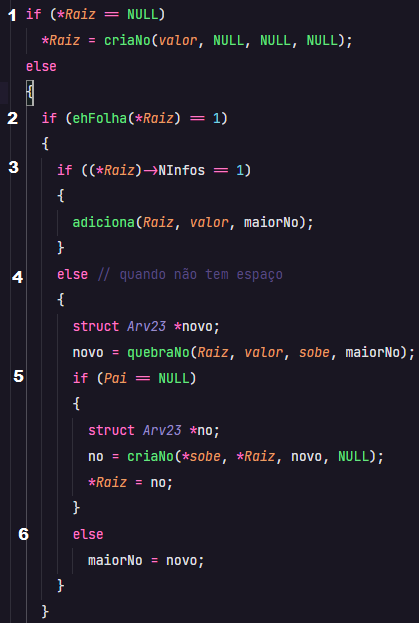 1 if (*Raiz == NULL)
*Raiz = criaNo(valor, NULL, NULL, NULL);
else
{
2 if (ehFolha(*Raiz) == 1)
{
3 if ((*Raiz)->NInfos == 1)
{
adiciona(Raiz, valor, maiorNo);
}
4 else // quando não tem espaço
{
struct Arv23 *novo;
novo = quebraNo(Raiz, valor, sobe, maiorNo);
5 if (Pai == NULL)
{
struct Arv23 *no;
no = criaNo(*sobe, *Raiz, novo, NULL);
*Raiz = no;
}
6 else
maiorNo = novo;
}
}